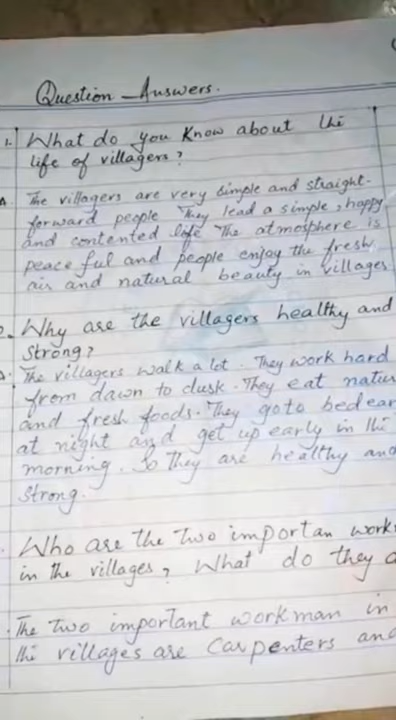 Question - Answers.
1. What do you Know about the
life of villagers?
A. The villagers are very simple and straight-
forward people They lead a simple, happy
and contented life The atmosphere is
peace ful and people enjoy the fresh
air and natural beauty in villages
Why are the villagers healthy and
Strong?
The villagers walk a lot. They work hard
from dawn to dusk. They eat natur
and fresh foods. They goto bed ear
at night and get up early in the
morning. So They are healthy and
Strong.
Who are the two importan work
in the villages, What do they
The two important workman in
the villages are Carpenters and